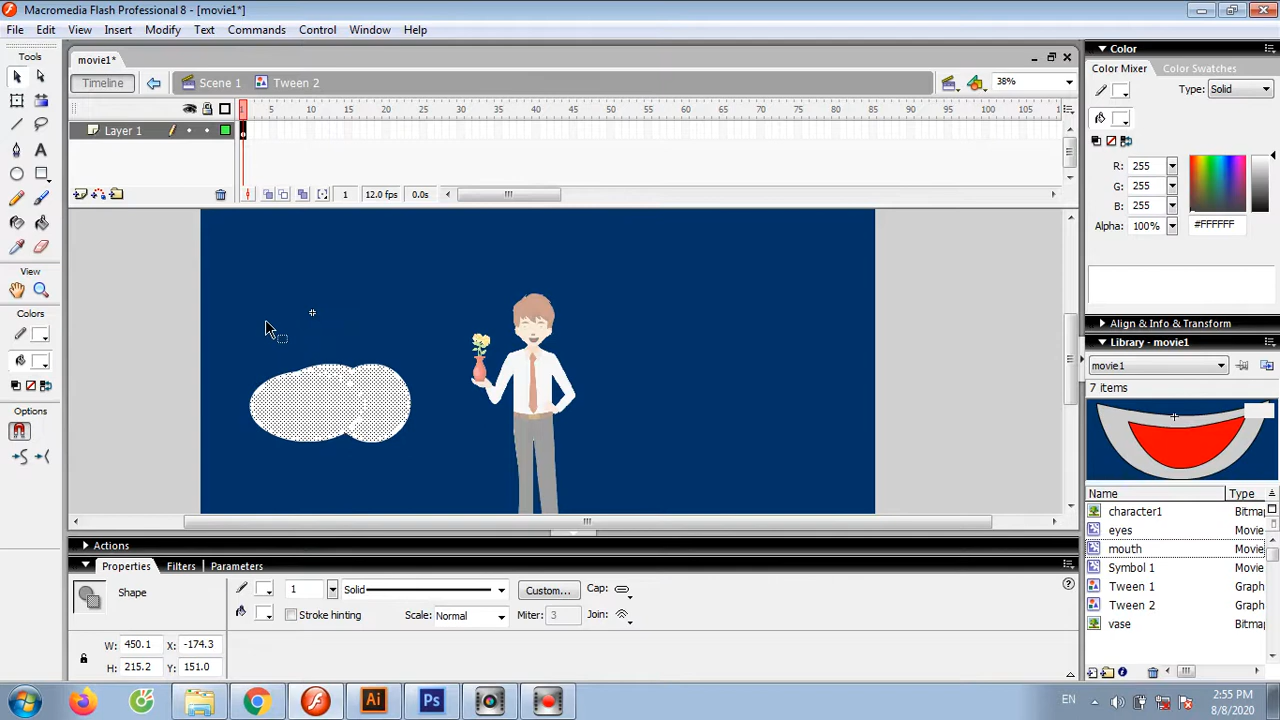 Macromedia Flash Professional 8 - [movie1*]
File Edit View Insert Modify Text Commands Control Window Help
Tools
movie1*
Timeline Scene 1 Tween 2 38%
1 5 10 15 20 25 30 35 40 45 50 55 60 65 70 75 80 85 90 95 100 105
Layer 1
1 12.0 fps 0.0s
View
Colors
Options
Color
Color Mixer Color Swatches
Type: Solid
R: 255
G: 255
B: 255
Alpha: 100% #FFFFFF
Align & Info & Transform
Library - movie1
movie1
7 items
Name Type
character1 Bitma
eyes Movie
mouth Movie
Symbol 1 Movie
Tween 1 Graph
Tween 2 Graph
vase Bitma
Actions
Properties Filters Parameters
Shape
1 Solid Custom... Cap:
Stroke hinting Scale: Normal Miter: 3 Join:
W: 450.1 X: -174.3
H: 215.2 Y: 151.0
Ai Ps
EN
2:55 PM
8/8/2020